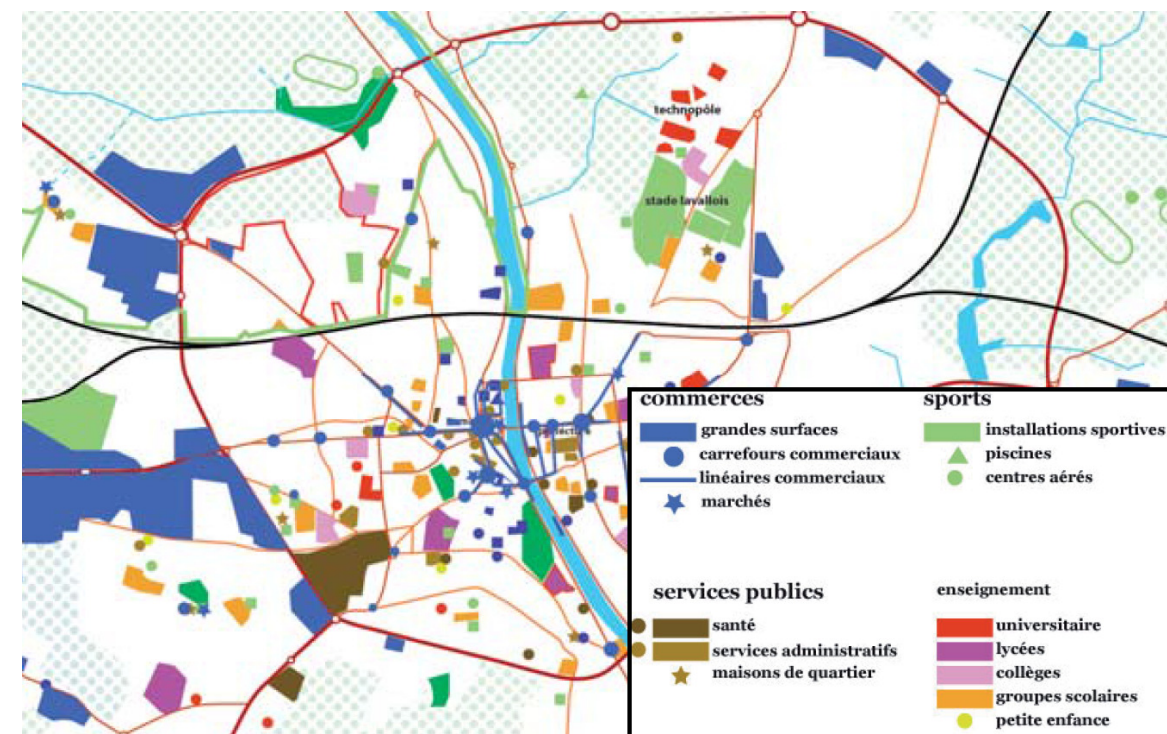 technopôle
stade lavallois
commerces
grandes surfaces
carrefours commerciaux
linéaires commerciaux
marchés
sports
installations sportives
piscines
centres aérés
services publics
santé
services administratifs
maisons de quartier
enseignement
universitaire
lycées
collèges
groupes scolaires
petite enfance